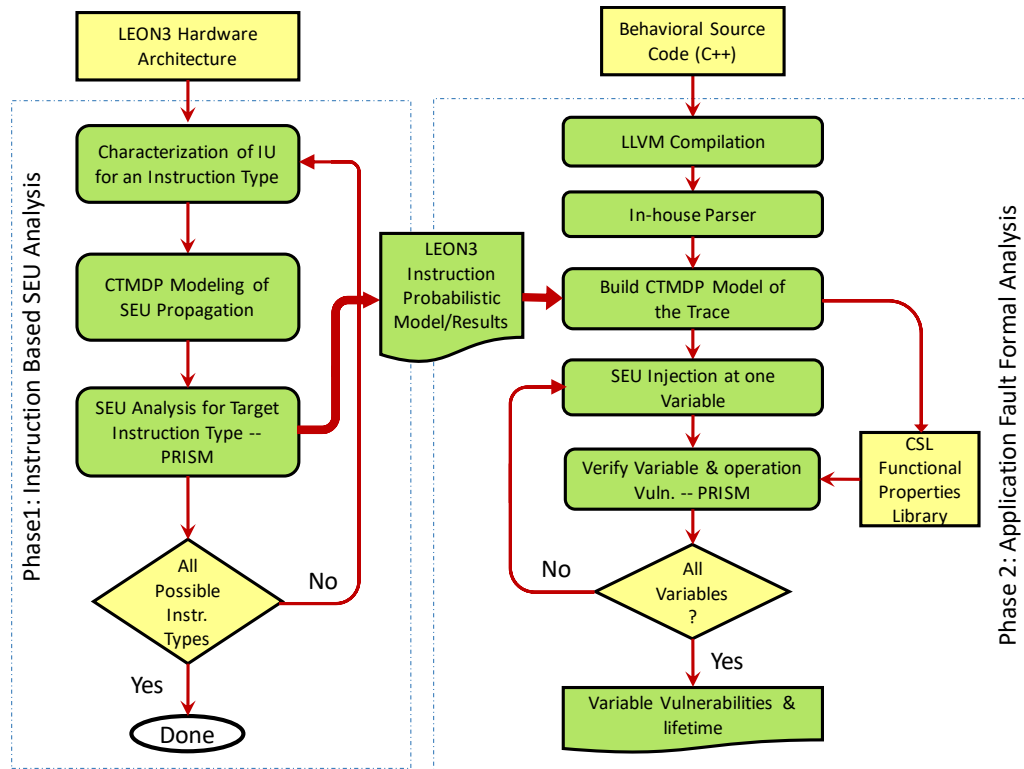 LEON3 Hardware
Architecture
Phase1: Instruction Based SEU Analysis
Characterization of IU
for an Instruction Type
CTMDP Modeling of
SEU Propagation
SEU Analysis for Target
Instruction Type --
PRISM
All
Possible
Instr.
Types
No
Yes
Done
LEON3
Instruction
Probabilistic
Model/Results
Behavioral Source
Code (C++)
Phase 2: Application Fault Formal Analysis
LLVM Compilation
In-house Parser
Build CTMDP Model of
the Trace
SEU Injection at one
Variable
Verify Variable & operation
Vuln. -- PRISM
CSL
Functional
Properties
Library
All
Variables
?
No
Yes
Variable Vulnerabilities &
lifetime